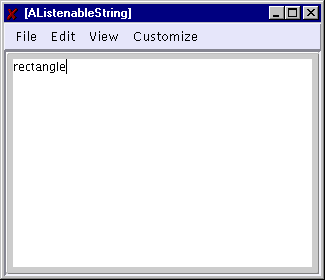 [AListenableString]
File Edit View Customize
rectangle